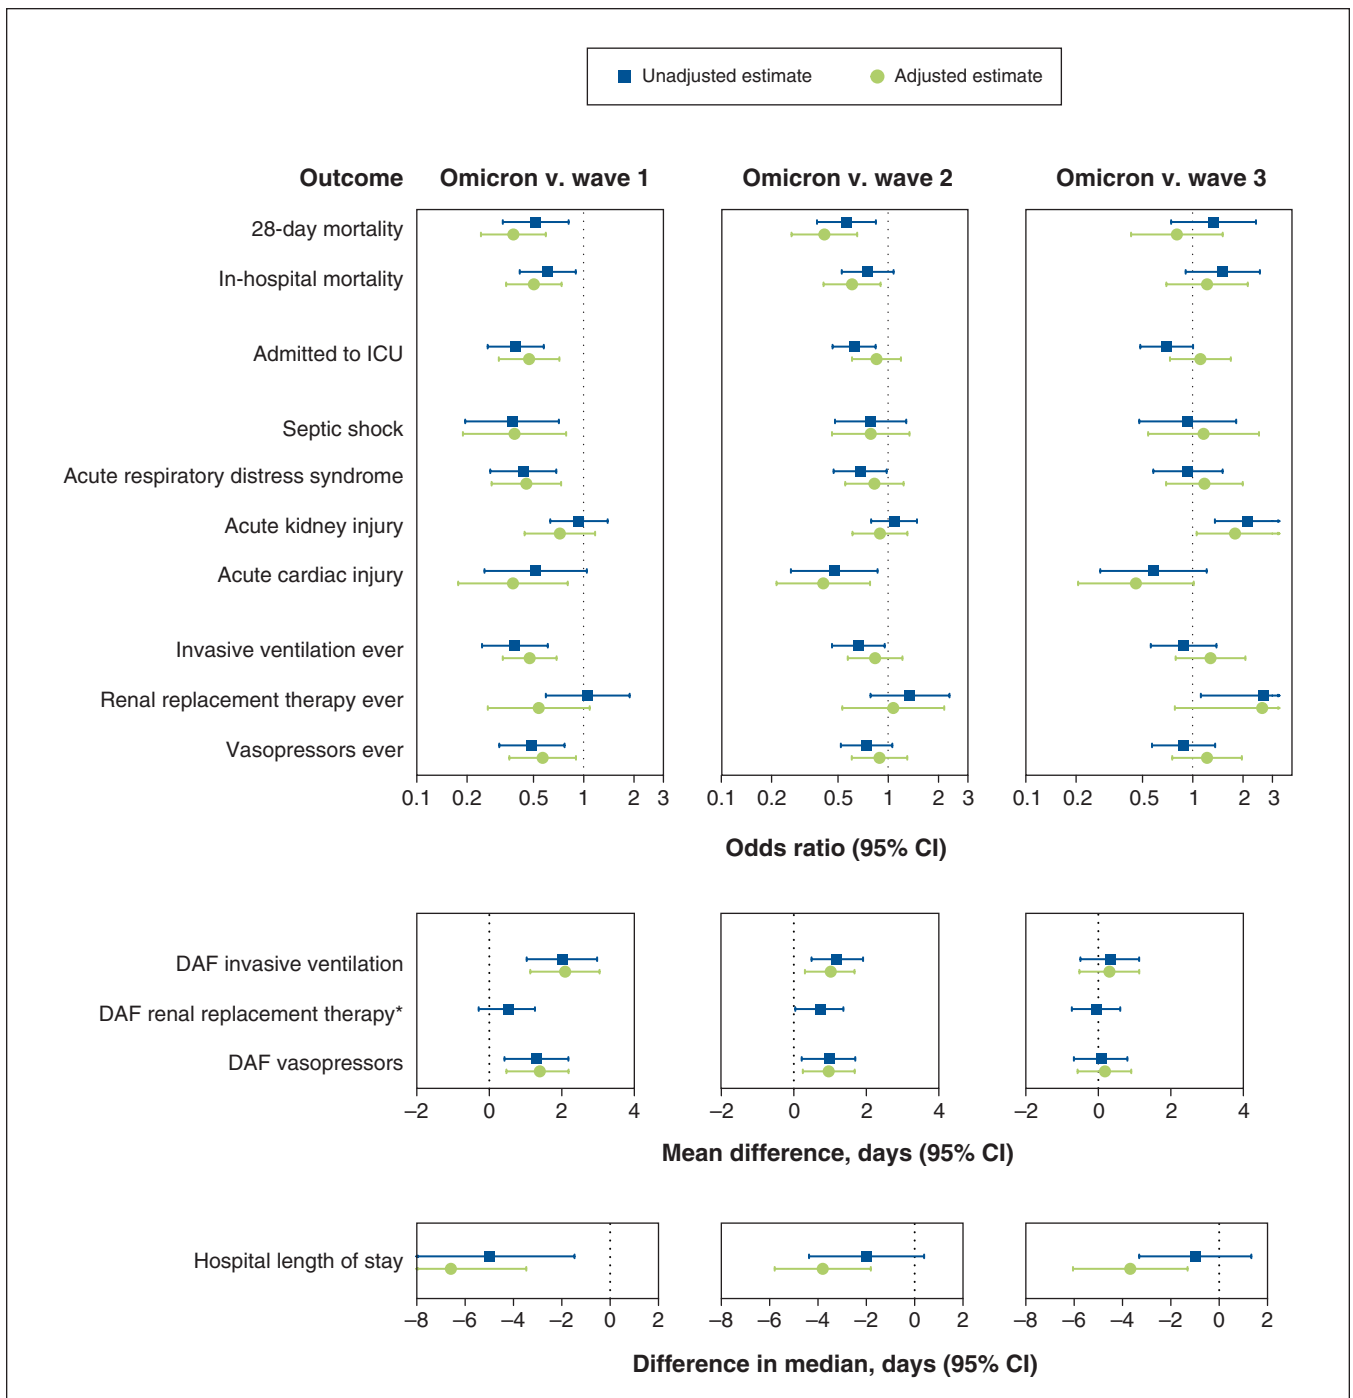 Unadjusted estimate Adjusted estimate
Outcome Omicron v. wave 1 Omicron v. wave 2 Omicron v. wave 3
28-day mortality
In-hospital mortality
Admitted to ICU
Septic shock
Acute respiratory distress syndrome
Acute kidney injury
Acute cardiac injury
Invasive ventilation ever
Renal replacement therapy ever
Vasopressors ever
0.1 0.2 0.5 1 2 3 0.1 0.2 0.5 1 2 3 0.1 0.2 0.5 1 2 3
Odds ratio (95% CI)
DAF invasive ventilation
DAF renal replacement therapy*
DAF vasopressors
–2 0 2 4 –2 0 2 4 –2 0 2 4
Mean difference, days (95% CI)
Hospital length of stay
–8 –6 –4 –2 0 2 –8 –6 –4 –2 0 2 –8 –6 –4 –2 0 2
Difference in median, days (95% CI)